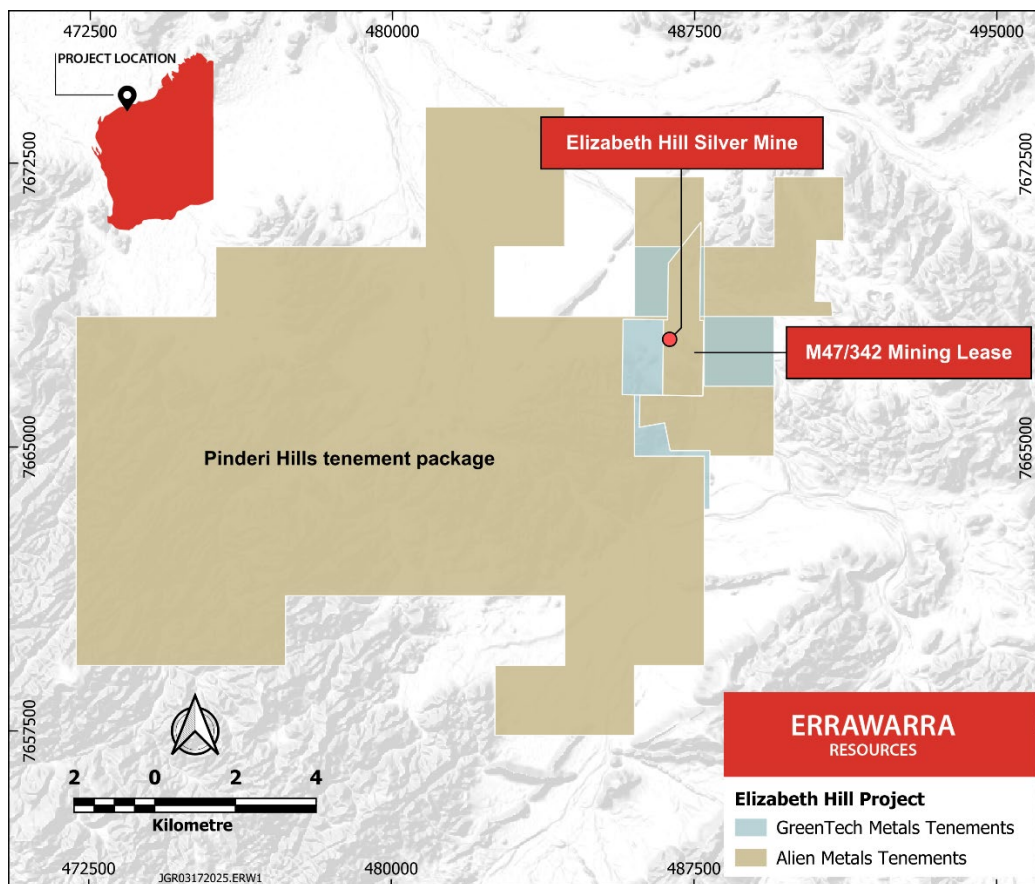 472500
480000
487500
495000
PROJECT LOCATION
7672500
7672500
Elizabeth Hill Silver Mine
M47/342 Mining Lease
7665000
7665000
Pinderi Hills tenement package
7657500
2 0 2 4
Kilometre
ERRAWARRA
RESOURCES
Elizabeth Hill Project
GreenTech Metals Tenements
Alien Metals Tenements
JGR03172025.ERW1
472500
480000
487500